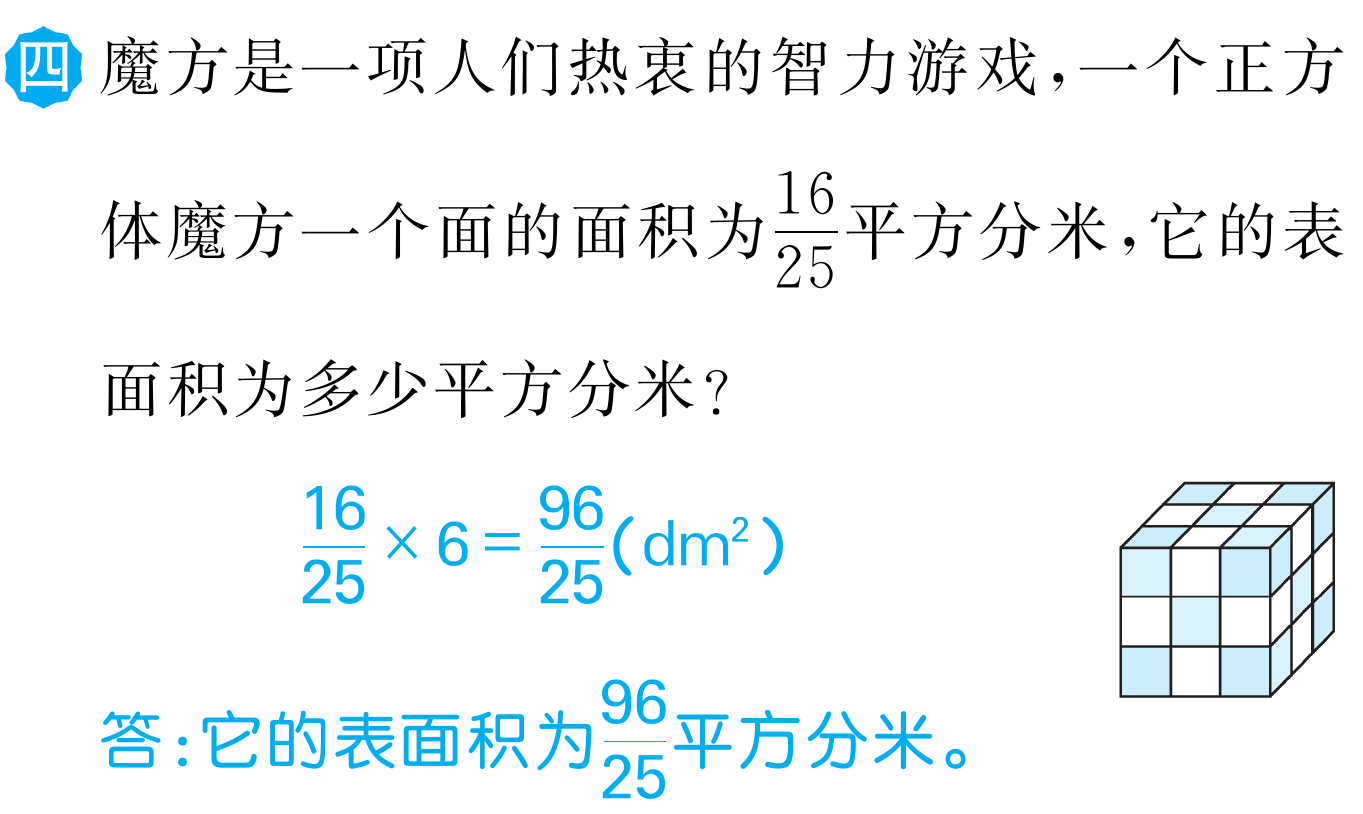 四 魔方是一项人们热衷的智力游戏,一个正方
体魔方一个面的面积为16/25平方分米,它的表
面积为多少平方分米?
16/25 × 6 = 96/25 (dm²)
答:它的表面积为96/25平方分米。